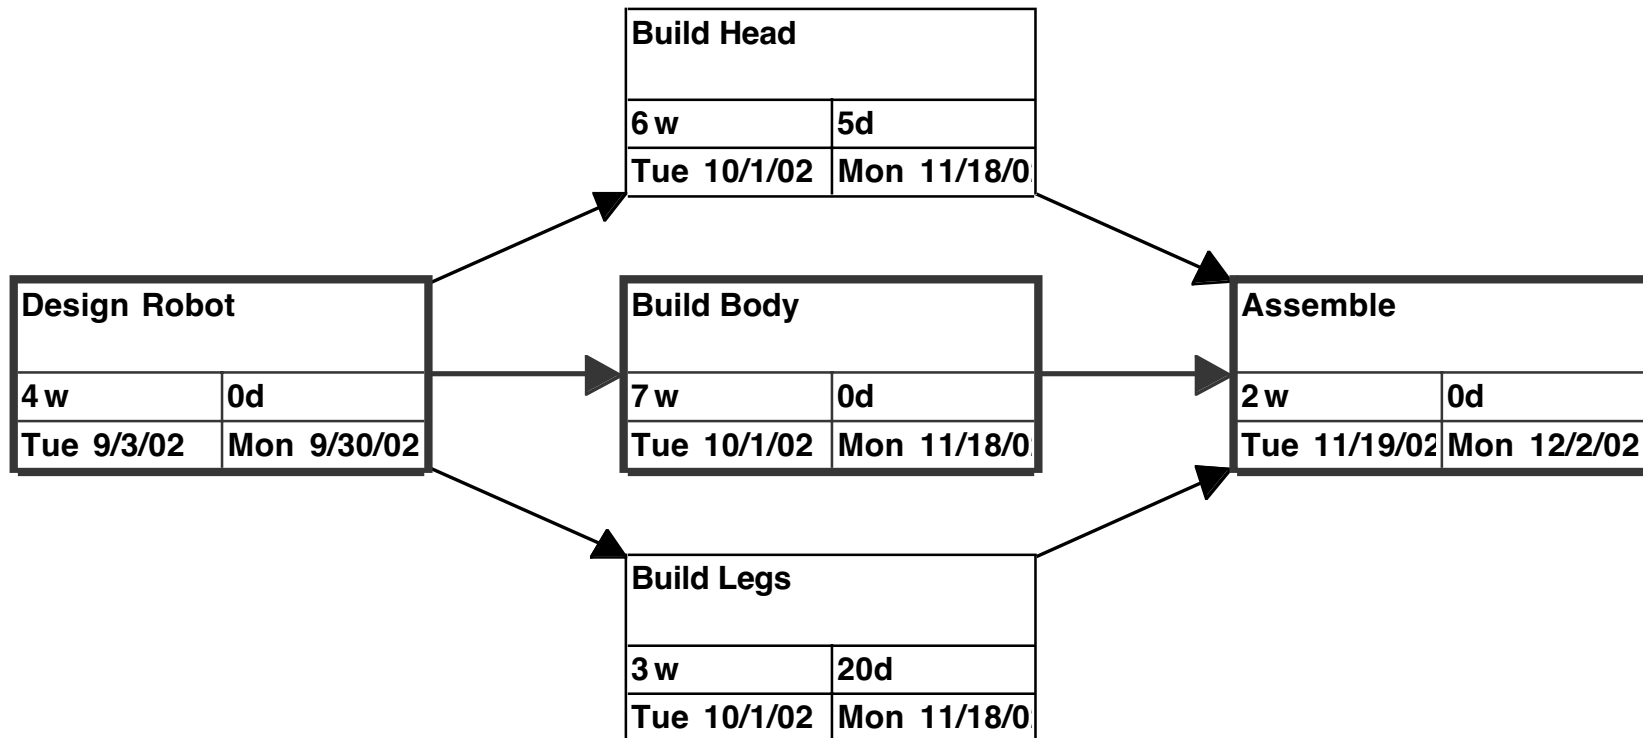 Build Head
6 w 5d
Tue 10/1/02 Mon 11/18/0
Design Robot
4 w 0d
Tue 9/3/02 Mon 9/30/02
Build Body
7 w 0d
Tue 10/1/02 Mon 11/18/0
Assemble
2 w 0d
Tue 11/19/02 Mon 12/2/02
Build Legs
3 w 20d
Tue 10/1/02 Mon 11/18/0